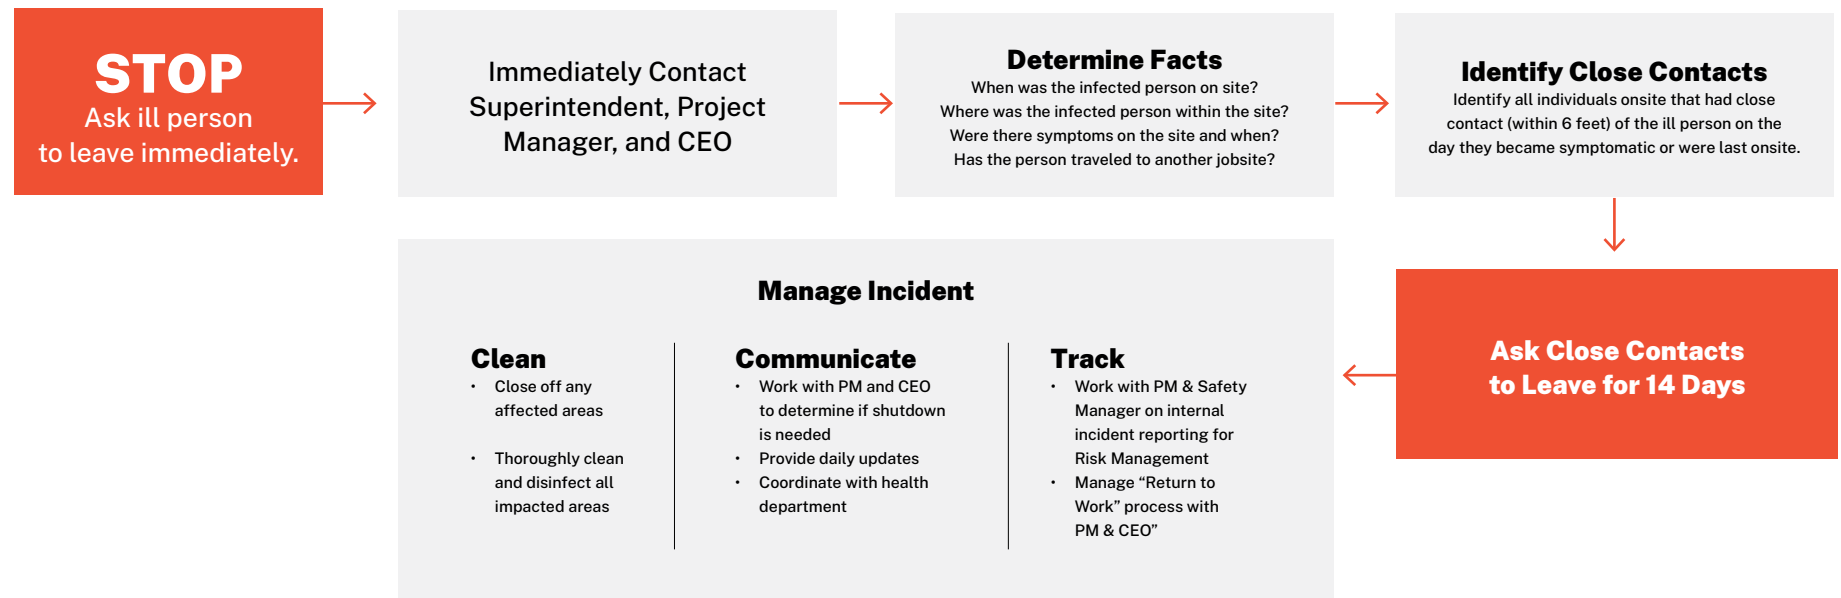 STOP
Ask ill person
to leave immediately.
Immediately Contact
Superintendent, Project
Manager, and CEO
Determine Facts
When was the infected person on site?
Where was the infected person within the site?
Were there symptoms on the site and when?
Has the person traveled to another jobsite?
Identify Close Contacts
Identify all individuals onsite that had close
contact (within 6 feet) of the ill person on the
day they became symptomatic or were last onsite.
Ask Close Contacts
to Leave for 14 Days
Manage Incident
Clean
• Close off any
affected areas
• Thoroughly clean
and disinfect all
impacted areas
Communicate
• Work with PM and CEO
to determine if shutdown
is needed
• Provide daily updates
• Coordinate with health
department
Track
• Work with PM & Safety
Manager on internal
incident reporting for
Risk Management
• Manage “Return to
Work” process with
PM & CEO”